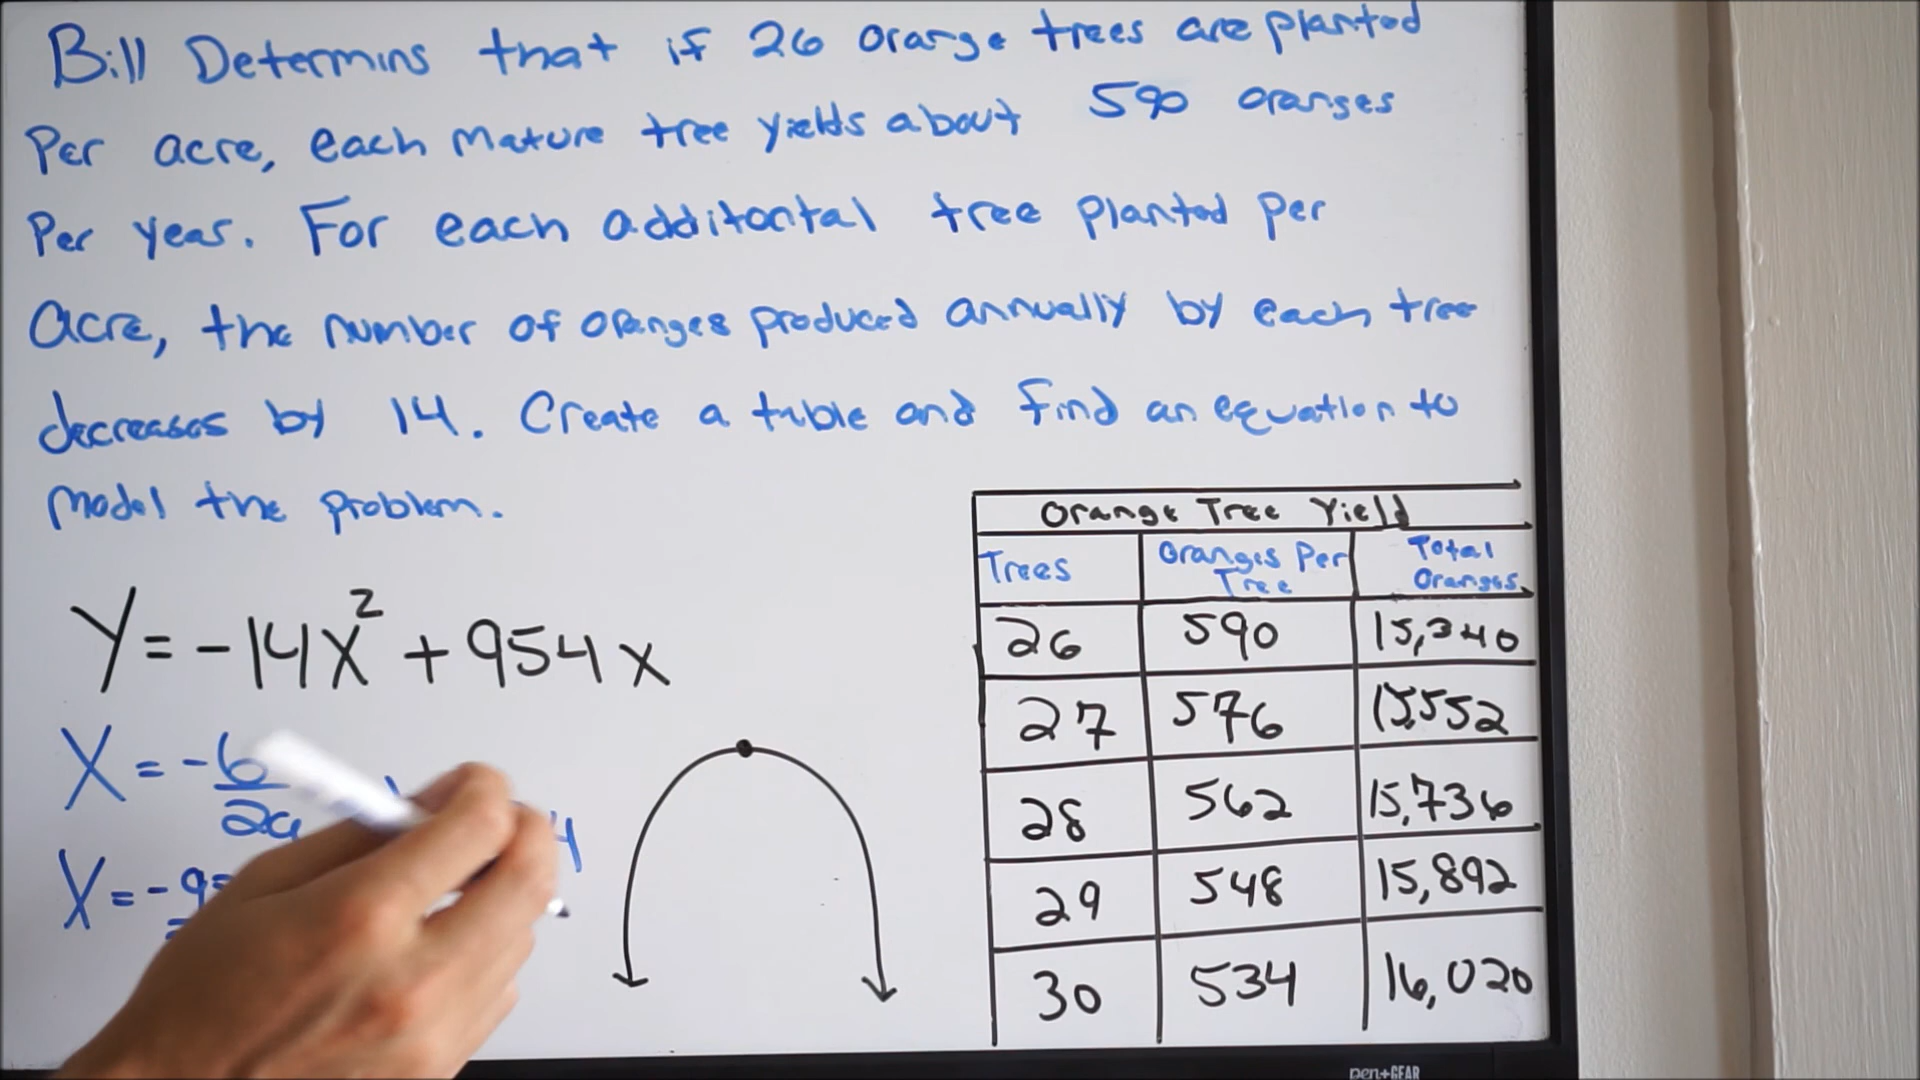 Bill Determins that if 26 orange trees are planted
Per acre, each mature tree yields about 590 oranges
Per year. For each additontal tree planted per
Acre, the number of oranges produced annually by each tree
decreases by 14. Create a table and find an equation to
Model the problem.
Y = -14X² + 954x
X = -b
2a
X = -9
4
Orange Tree Yield
Trees Oranges Per Tree Total Oranges
26 590 15,340
27 576 15,552
28 562 15,736
29 548 15,892
30 534 16,020
pen+GEAR